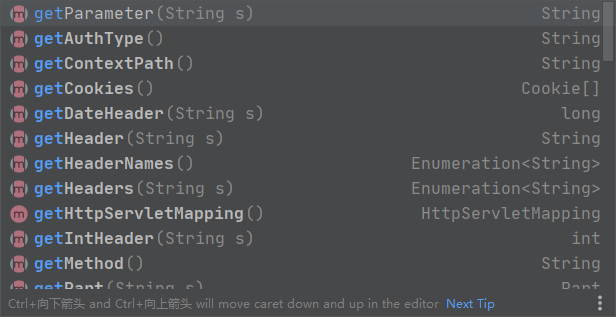 m getParameter(String s) String
m getAuthType() String
m getContextPath() String
m getCookies() Cookie[]
m getDateHeader(String s) long
m getHeader(String s) String
m getHeaderNames() Enumeration<String>
m getHeaders(String s) Enumeration<String>
m getHttpServletMapping() HttpServletMapping
m getIntHeader(String s) int
m getMethod() String
m getPart(String s) Part
Ctrl+向下箭头 and Ctrl+向上箭头 will move caret down and up in the editor Next Tip